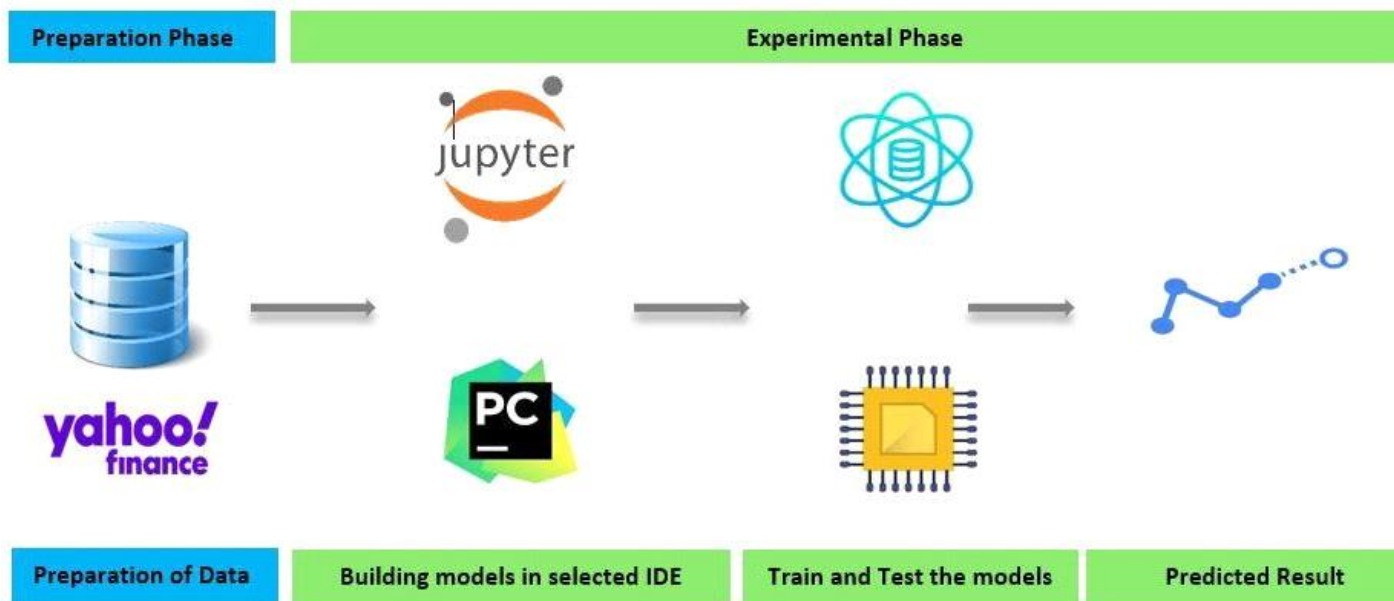 Preparation Phase
Experimental Phase
jupyter
PC
yahoo!
finance
Preparation of Data
Building models in selected IDE
Train and Test the models
Predicted Result